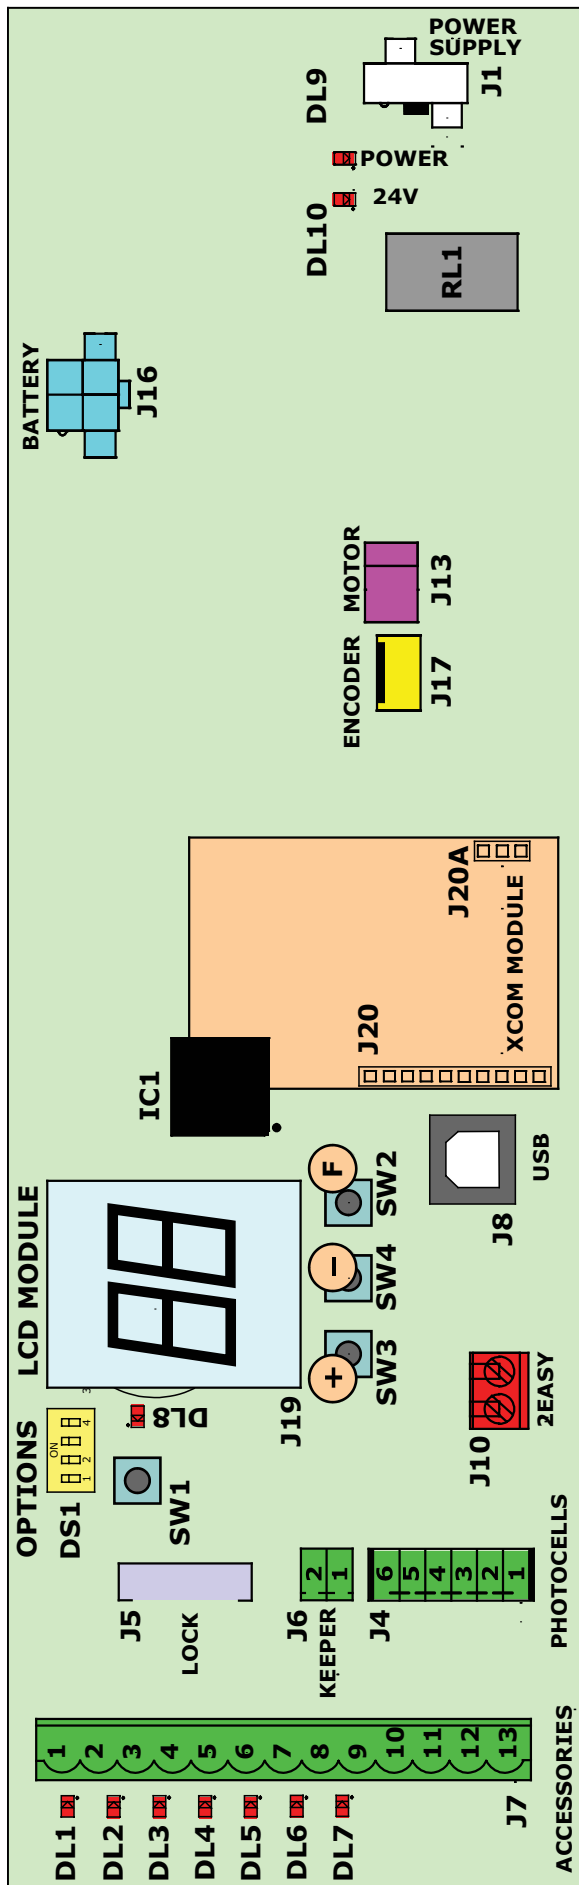 POWER
SUPPLY
J1
DL9
POWER
24V
DL10
RL1
BATTERY
J16
MOTOR
J13
ENCODER
J17
J20A
XCOM MODULE
J20
IC1
LCD MODULE
F
SW2
−
SW4
+
SW3
J8
USB
J19
OPTIONS
ON
1 2 2 4
3
DS1
DL8
SW1
J10
2EASY
J5
LOCK
J6
2
1
KEEPER
J4
6
5
4
3
2
1
PHOTOCELLS
1
2
3
4
5
6
7
8
9
10
11
12
13
J7
ACCESSORIES
DL1
DL2
DL3
DL4
DL5
DL6
DL7